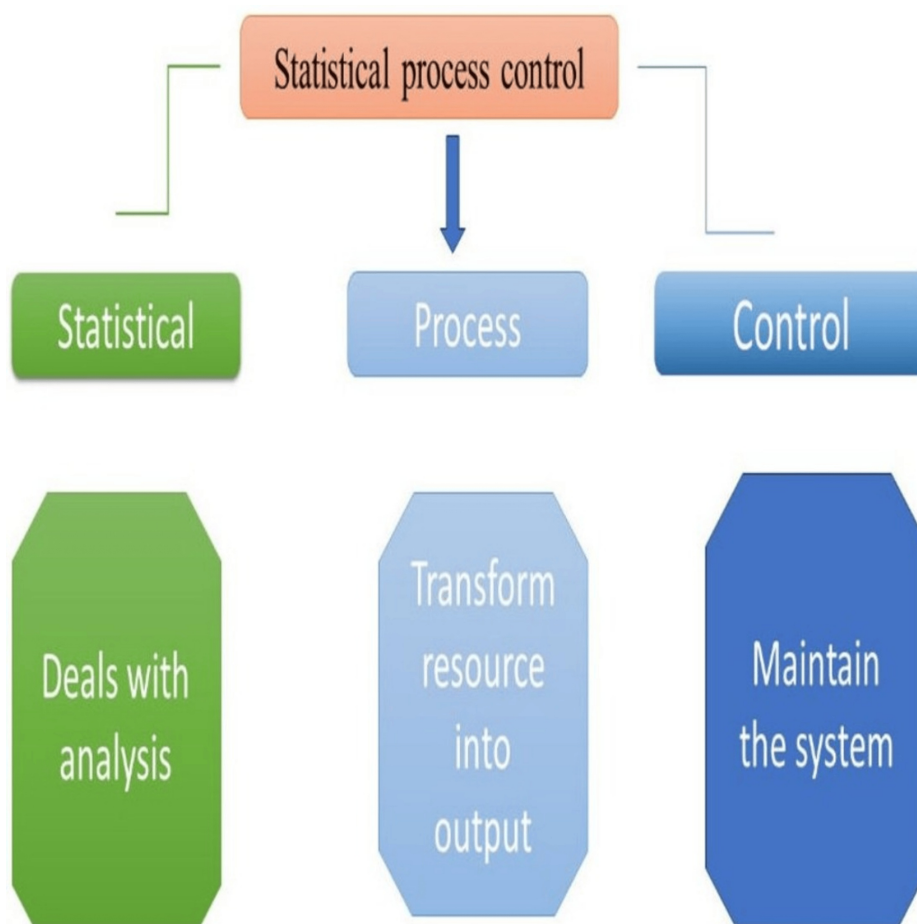 Statistical process control
Statistical
Process
Control
Deals with
analysis
Transform
resource
into
output
Maintain
the system